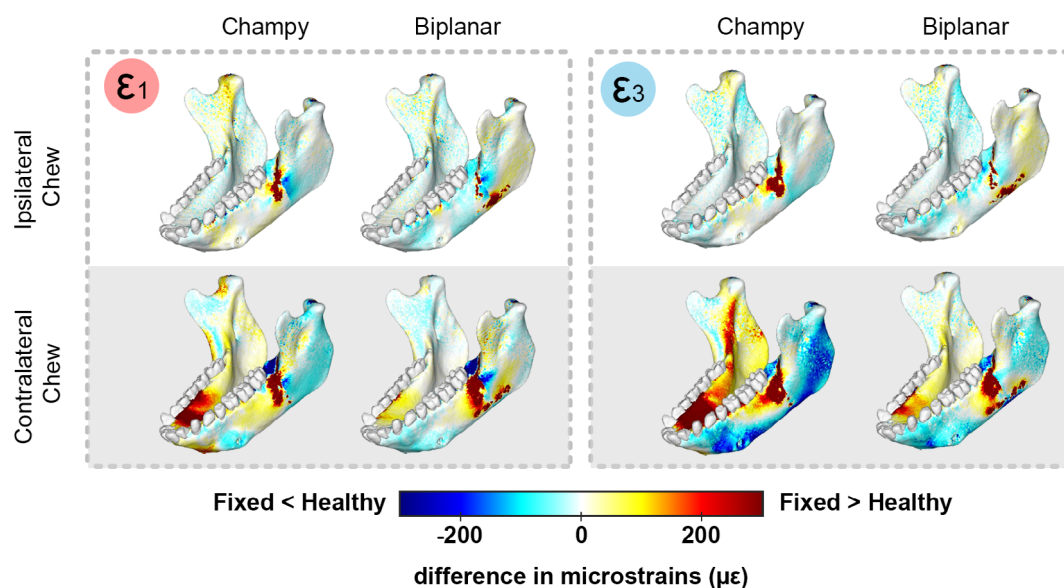 Champy Biplanar Champy Biplanar
ε1 ε3
Ipsilateral
Chew
Contralateral
Chew
Fixed < Healthy Fixed > Healthy
-200 0 200
difference in microstrains (με)